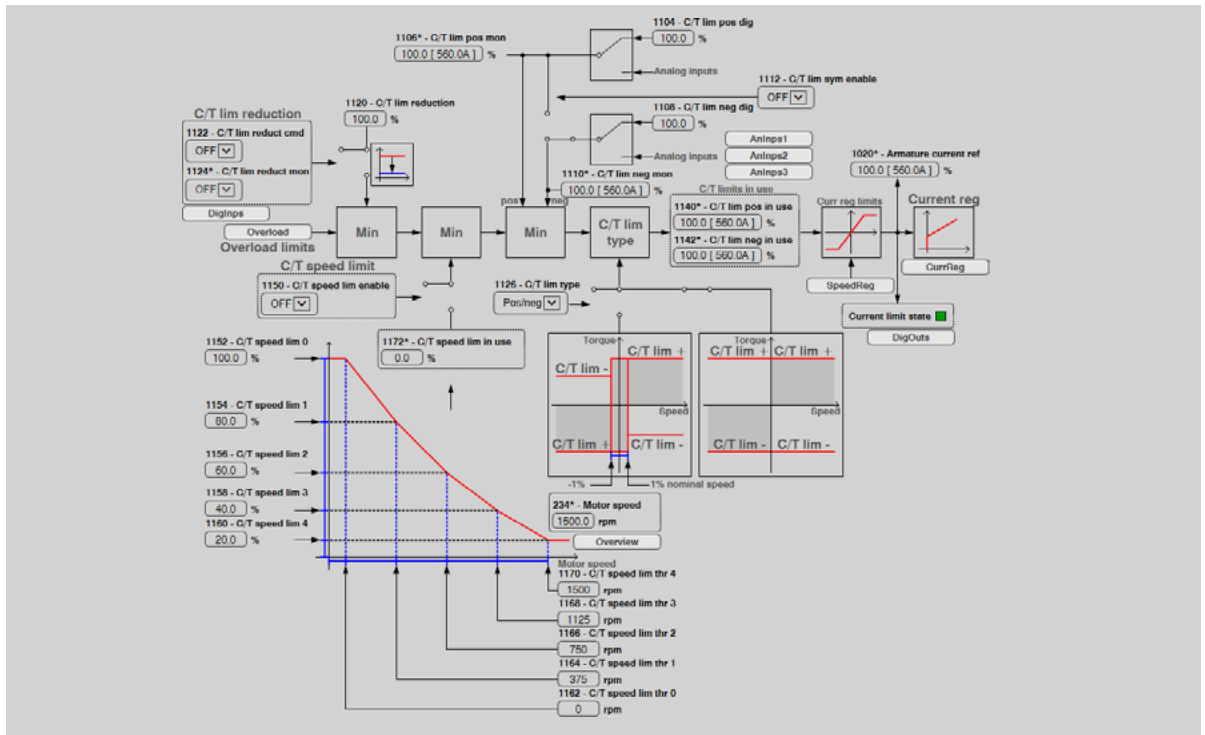 1104 - C/T lim pos dig
100.0 %
1106* - C/T lim pos mon
100.0 [ 560.0A ] %
Analog inputs
1112 - C/T lim sym enable
OFF
1120 - C/T lim reduction
100.0 %
1108 - C/T lim neg dig
100.0 %
C/T lim reduction
1122 - C/T lim reduct cmd
OFF
1124* - C/T lim reduct mon
OFF
DigInps
Analog inputs
AnInps1
AnInps2
AnInps3
1110* - C/T lim neg mon
100.0 [ 560.0A ] %
1020* - Armature current ref
100.0 [ 560.0A ] %
C/T limits in use
1140* - C/T lim pos in use
100.0 [ 560.0A ] %
1142* - C/T lim neg in use
100.0 [ 560.0A ] %
Curr reg limits
Current reg
pos neg
Overload
Overload limits
Min
Min
Min
C/T lim
type
CurrReg
SpeedReg
C/T speed limit
1150 - C/T speed lim enable
OFF
1126 - C/T lim type
Pos/neg
Current limit state
DigOuts
1172* - C/T speed lim in use
0.0 %
1152 - C/T speed lim 0
100.0 %
1154 - C/T speed lim 1
80.0 %
1156 - C/T speed lim 2
60.0 %
1158 - C/T speed lim 3
40.0 %
1160 - C/T speed lim 4
20.0 %
Torque
C/T lim +
C/T lim -
Speed
C/T lim +
C/T lim -
-1%
1% nominal speed
Torque
C/T lim +
C/T lim +
Speed
C/T lim -
C/T lim -
234* - Motor speed
1500.0 rpm
Overview
Motor speed
1170 - C/T speed lim thr 4
1500 rpm
1168 - C/T speed lim thr 3
1125 rpm
1166 - C/T speed lim thr 2
750 rpm
1164 - C/T speed lim thr 1
375 rpm
1162 - C/T speed lim thr 0
0 rpm